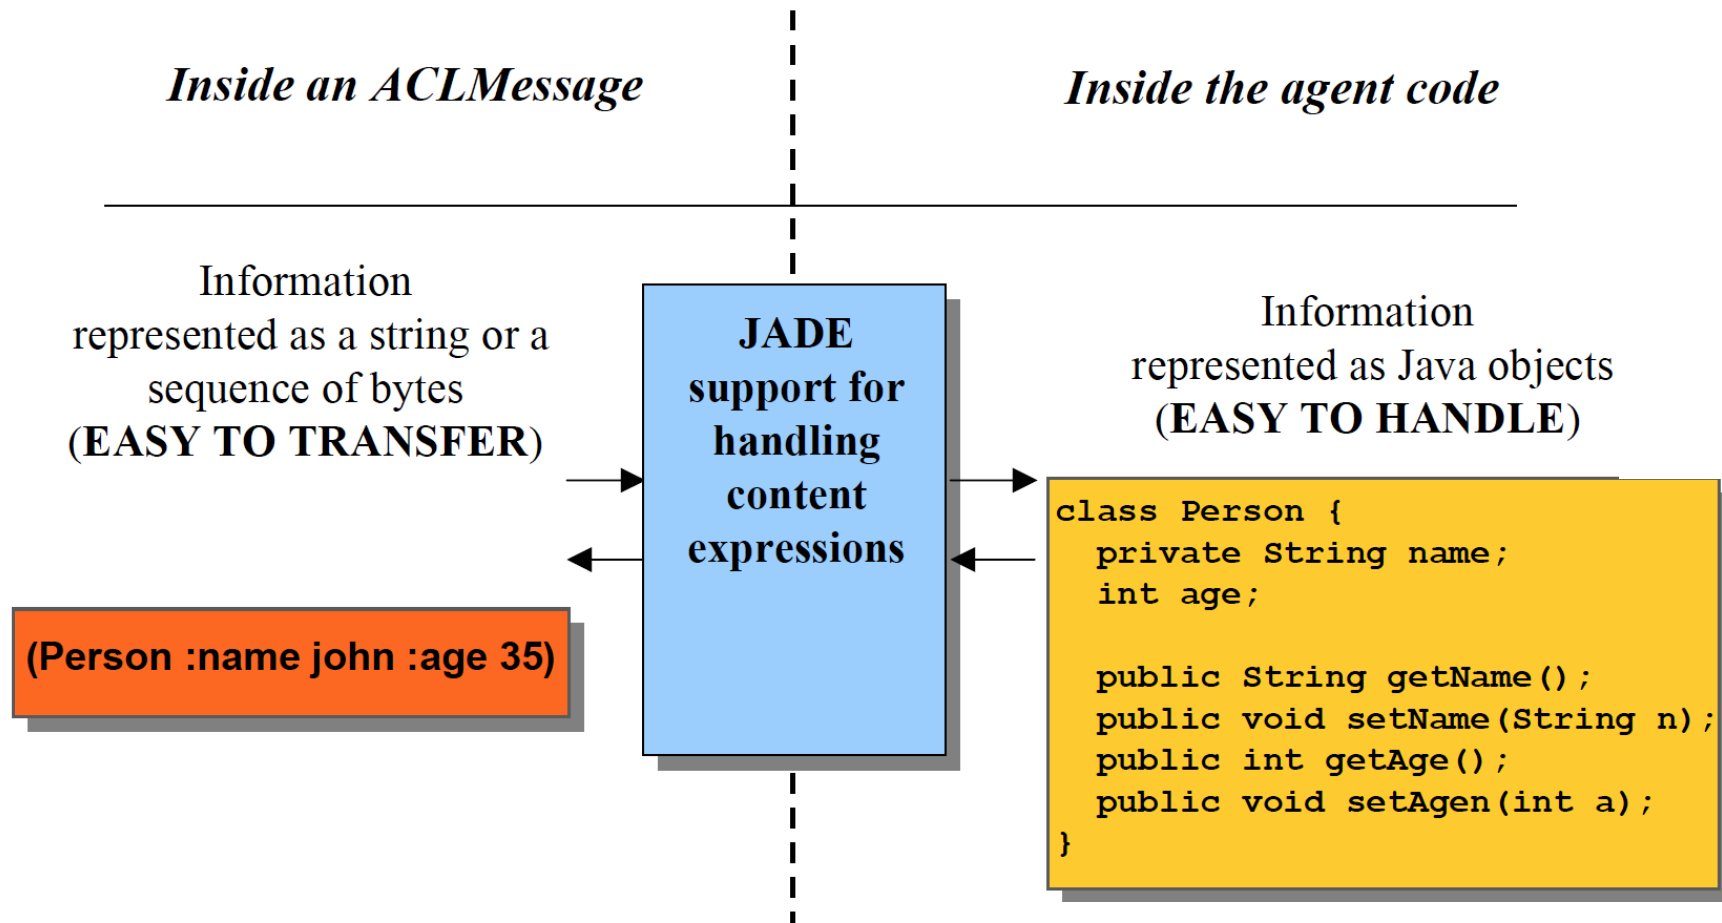 Inside an ACLMessage
Inside the agent code
Information
represented as a string or a
sequence of bytes
(EASY TO TRANSFER)
JADE
support for
handling
content
expressions
Information
represented as Java objects
(EASY TO HANDLE)
(Person :name john :age 35)
class Person {
  private String name;
  int age;
  public String getName();
  public void setName(String n);
  public int getAge();
  public void setAgen(int a);
}